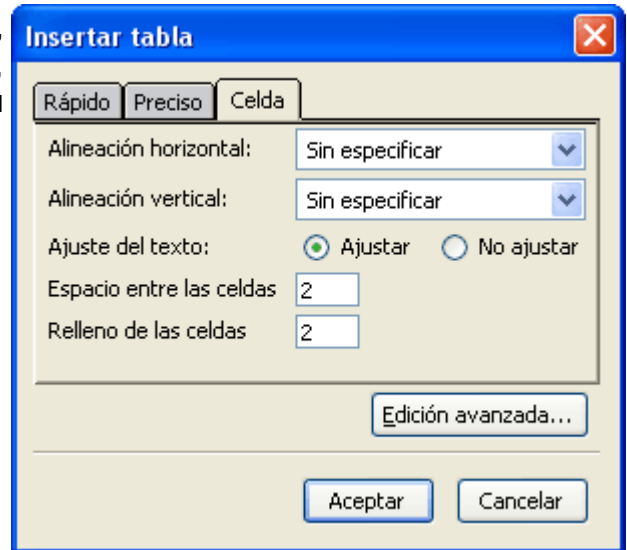 Insertar tabla
Rápido Preciso Celda
Alineación horizontal: Sin especificar
Alineación vertical: Sin especificar
Ajuste del texto: Ajustar No ajustar
Espacio entre las celdas 2
Relleno de las celdas 2
Edición avanzada...
Aceptar Cancelar